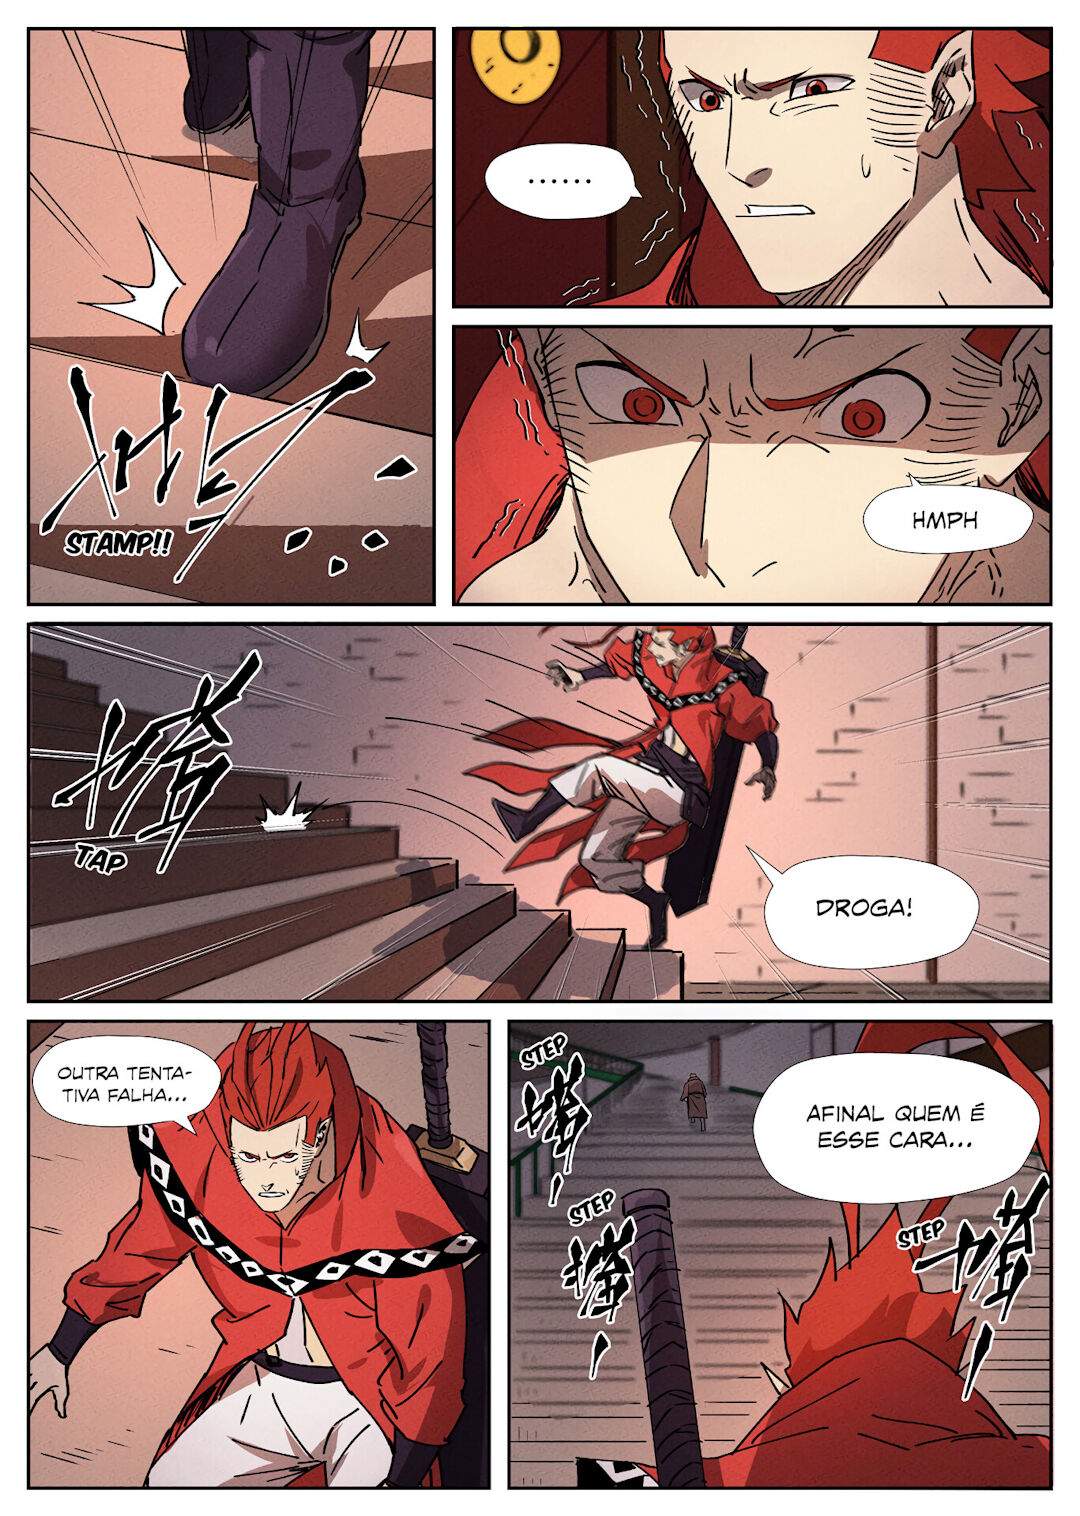 ......
HMPH
STAMP!!
TAP
DROGA!
OUTRA TENTA-
TIVA FALHA...
STEP
AFINAL QUEM É
ESSE CARA...
STEP
STEP